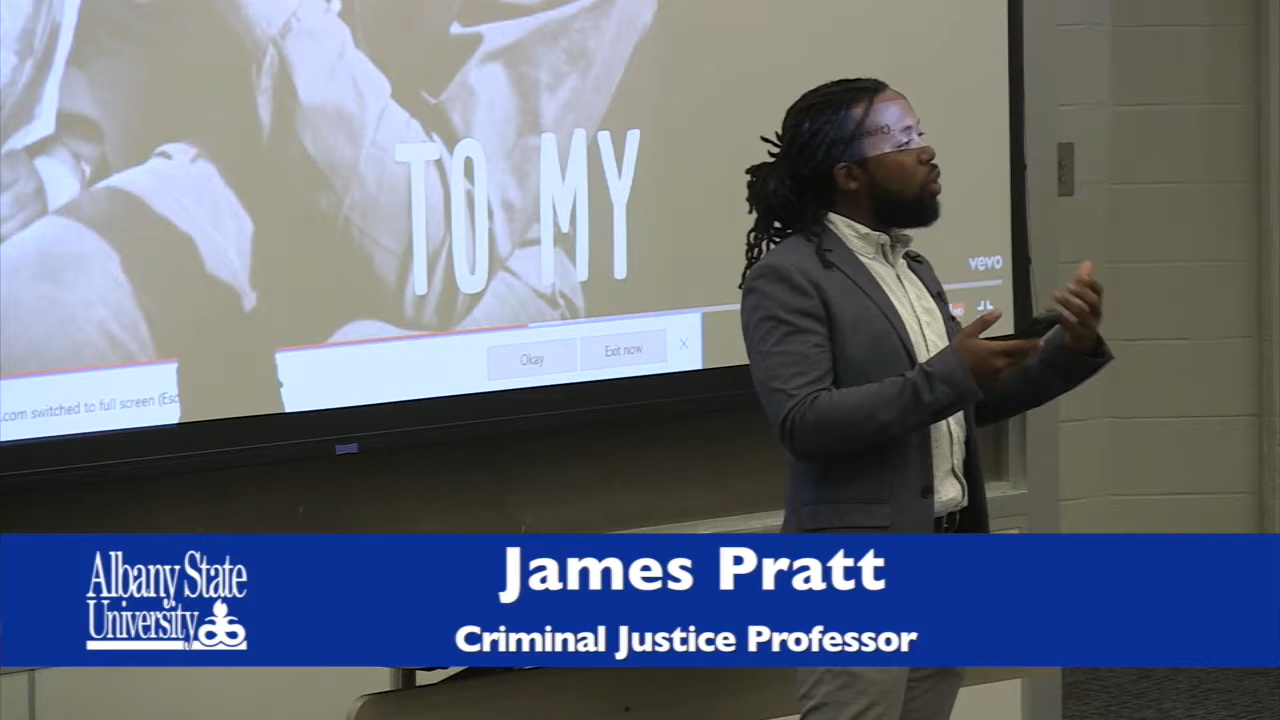 TO MY
vevo
HD
Okay
Exit now
.com switched to full screen (Esc
Albany State
University
James Pratt
Criminal Justice Professor